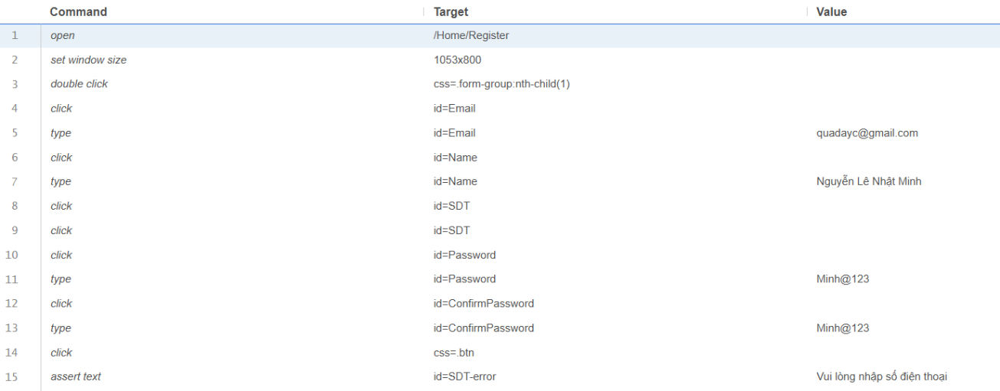 Command Target Value
1 open /Home/Register
2 set window size 1053x800
3 double click css=.form-group:nth-child(1)
4 click id=Email
5 type id=Email quadayc@gmail.com
6 click id=Name
7 type id=Name Nguyễn Lê Nhật Minh
8 click id=SDT
9 click id=SDT
10 click id=Password
11 type id=Password Minh@123
12 click id=ConfirmPassword
13 type id=ConfirmPassword Minh@123
14 click css=.btn
15 assert text id=SDT-error Vui lòng nhập số điện thoại